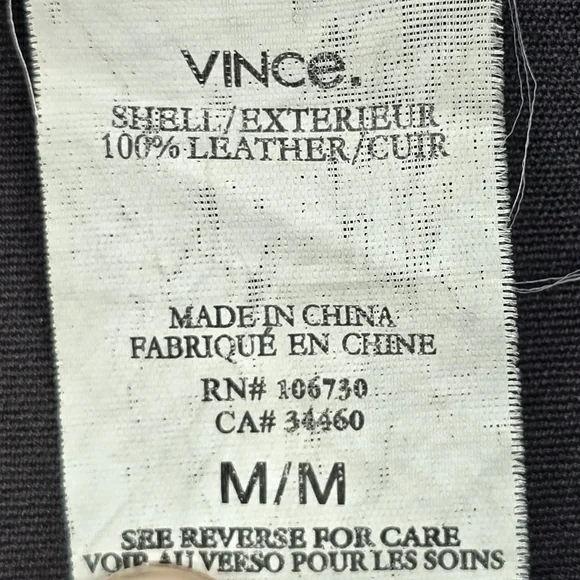 VINCe.
SHELL/EXTERIEUR
100% LEATHER/CUIR
MADE IN CHINA
FABRIQUÉ EN CHINE
RN# 106730
CA# 34460
M/M
SEE REVERSE FOR CARE
VOIR AU VERSO POUR LES SOINS